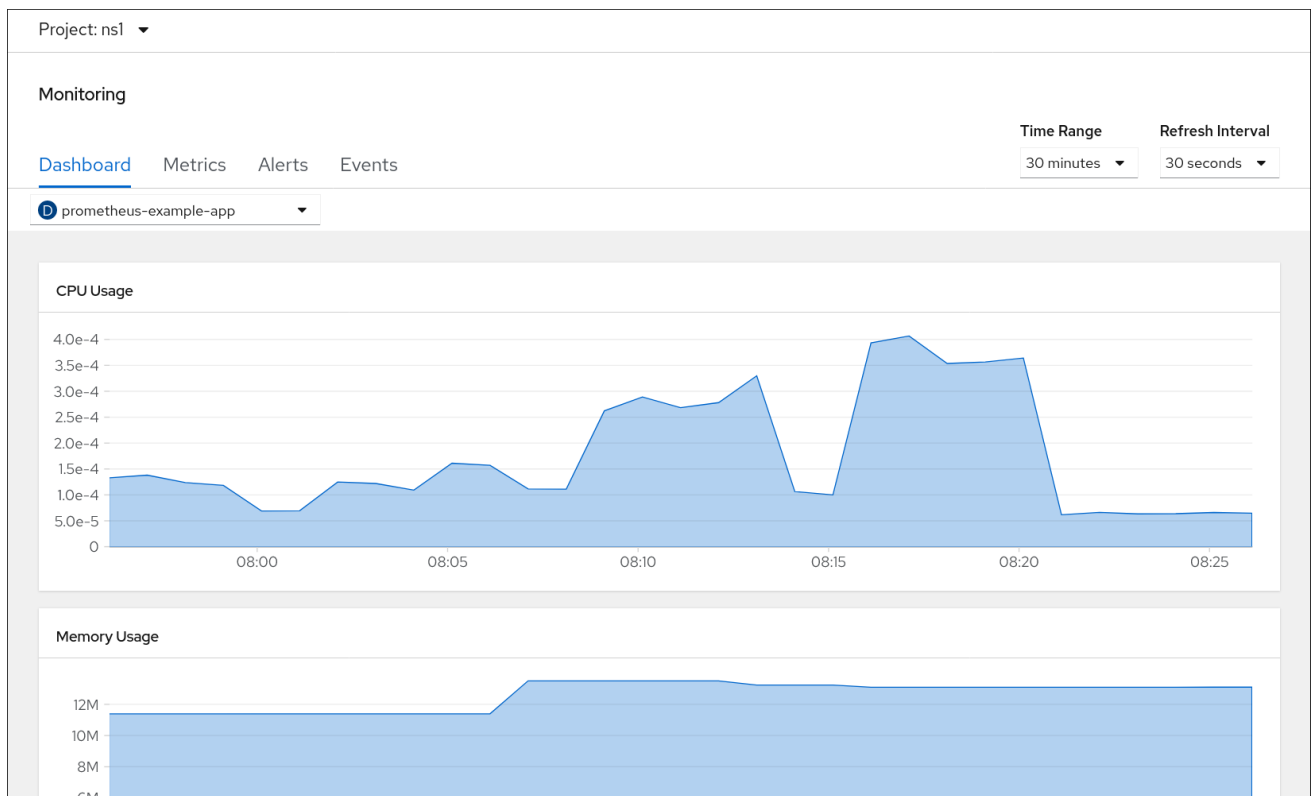 Project: ns1
Monitoring
Time Range Refresh Interval
Dashboard Metrics Alerts Events 30 minutes 30 seconds
D prometheus-example-app
CPU Usage
4.0e-4
3.5e-4
3.0e-4
2.5e-4
2.0e-4
1.5e-4
1.0e-4
5.0e-5
0
08:00 08:05 08:10 08:15 08:20 08:25
Memory Usage
12M
10M
8M
6M